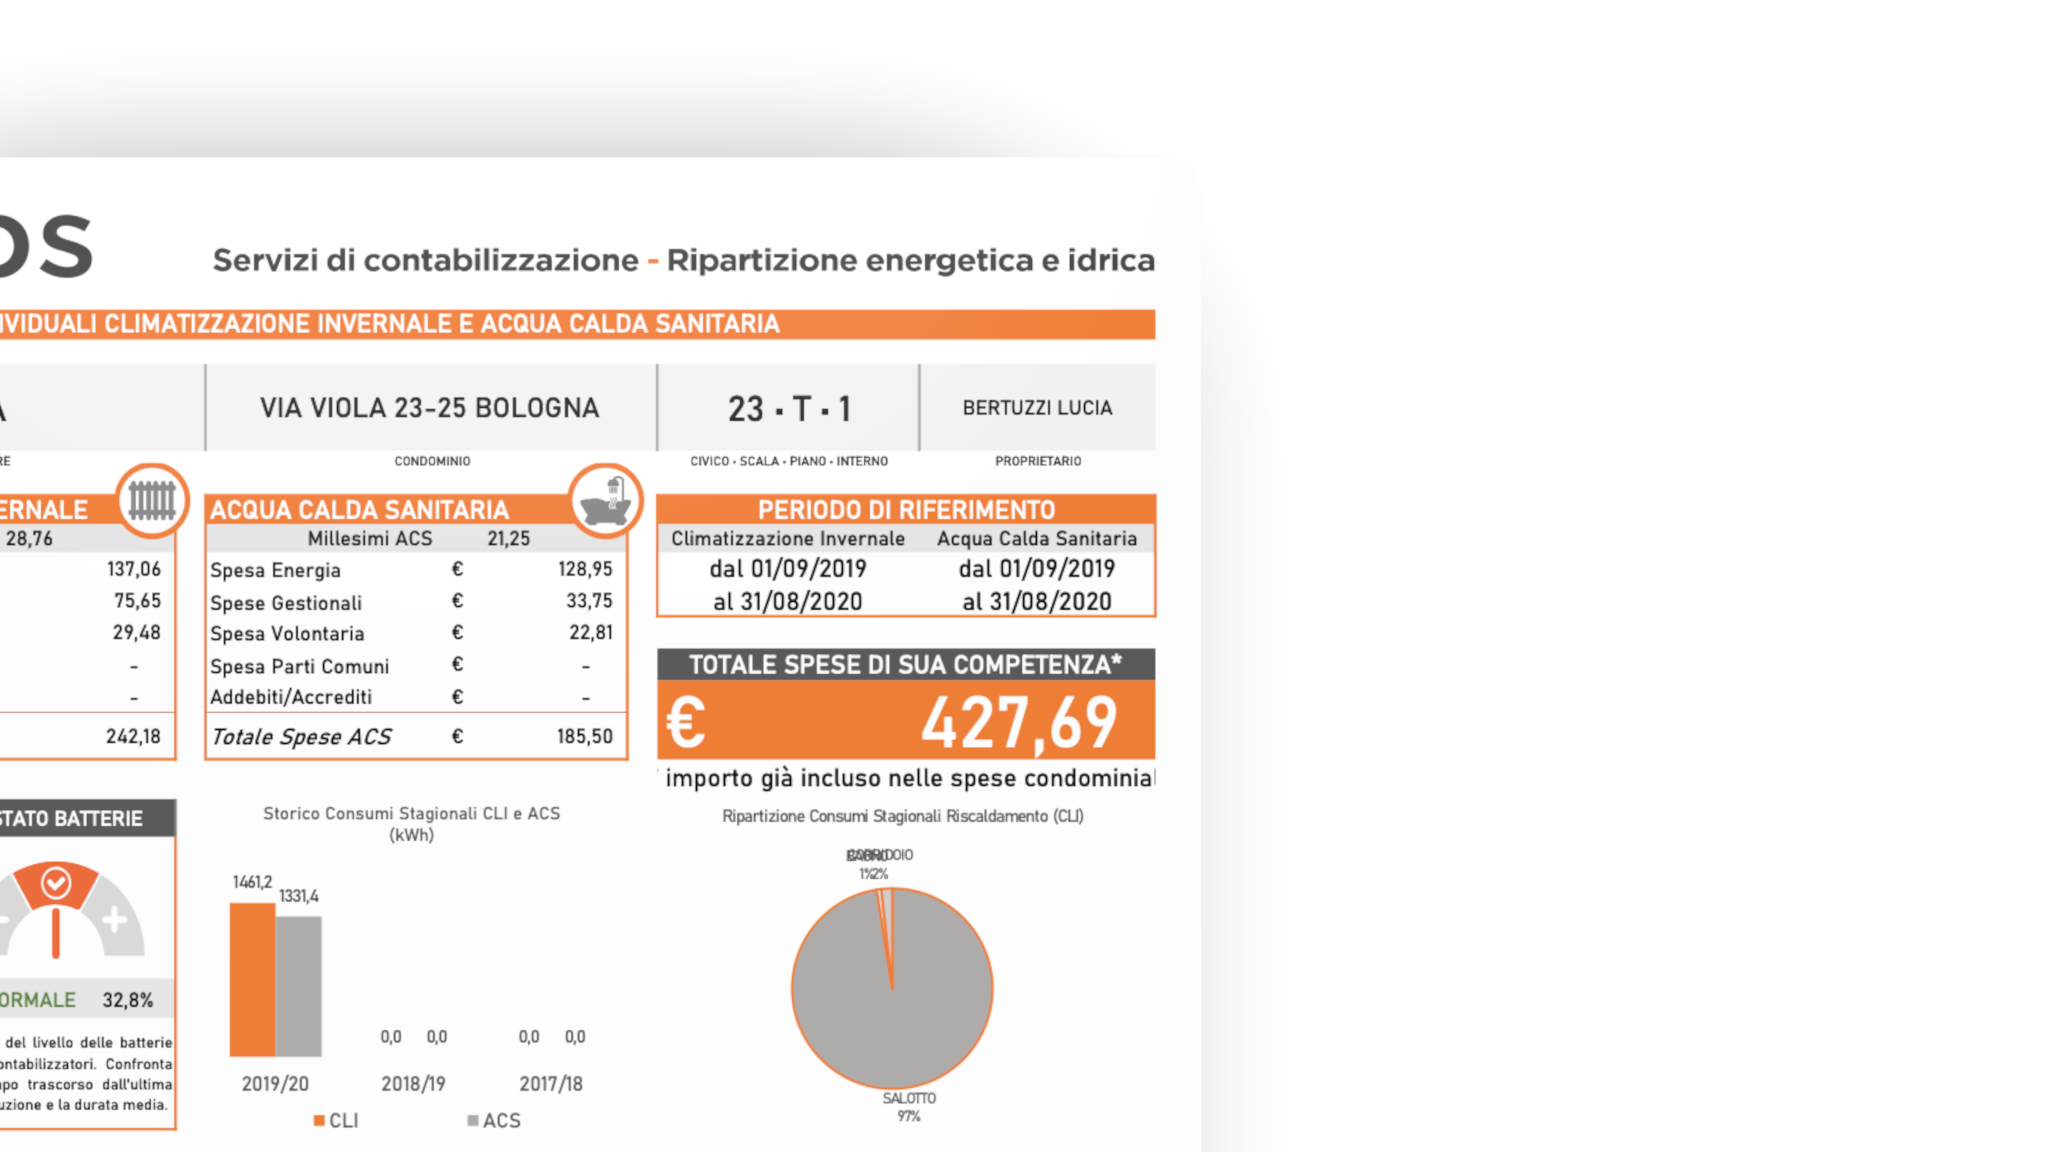 OS
Servizi di contabilizzazione - Ripartizione energetica e idrica
IVIDUALI CLIMATIZZAZIONE INVERNALE E ACQUA CALDA SANITARIA
A
VIA VIOLA 23-25 BOLOGNA
23 · T · 1
BERTUZZI LUCIA
RE
CONDOMINIO
CIVICO · SCALA · PIANO · INTERNO
PROPRIETARIO
ERNALE
28,76
137,06
75,65
29,48
-
-
242,18
ACQUA CALDA SANITARIA
Millesimi ACS 21,25
Spesa Energia € 128,95
Spese Gestionali € 33,75
Spesa Volontaria € 22,81
Spesa Parti Comuni € -
Addebiti/Accrediti € -
Totale Spese ACS € 185,50
PERIODO DI RIFERIMENTO
Climatizzazione Invernale Acqua Calda Sanitaria
dal 01/09/2019 dal 01/09/2019
al 31/08/2020 al 31/08/2020
TOTALE SPESE DI SUA COMPETENZA*
€ 427,69
importo già incluso nelle spese condominial
STATO BATTERIE
ORMALE 32,8%
del livello delle batterie
ontabilizzatori. Confronta
po trascorso dall'ultima
uzione e la durata media.
Storico Consumi Stagionali CLI e ACS
(kWh)
1461,2
1331,4
0,0 0,0 0,0 0,0
2019/20 2018/19 2017/18
CLI ACS
Ripartizione Consumi Stagionali Riscaldamento (CLI)
CORRIDOIO
1% 2%
SALOTTO
97%